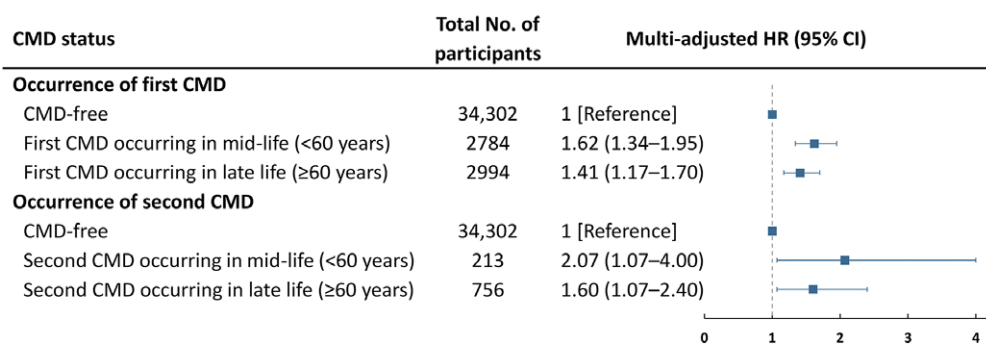 CMD status Total No. of participants Multi-adjusted HR (95% CI)
Occurrence of first CMD
CMD-free 34,302 1 [Reference]
First CMD occurring in mid-life (<60 years) 2784 1.62 (1.34–1.95)
First CMD occurring in late life (≥60 years) 2994 1.41 (1.17–1.70)
Occurrence of second CMD
CMD-free 34,302 1 [Reference]
Second CMD occurring in mid-life (<60 years) 213 2.07 (1.07–4.00)
Second CMD occurring in late life (≥60 years) 756 1.60 (1.07–2.40)
0 1 2 3 4